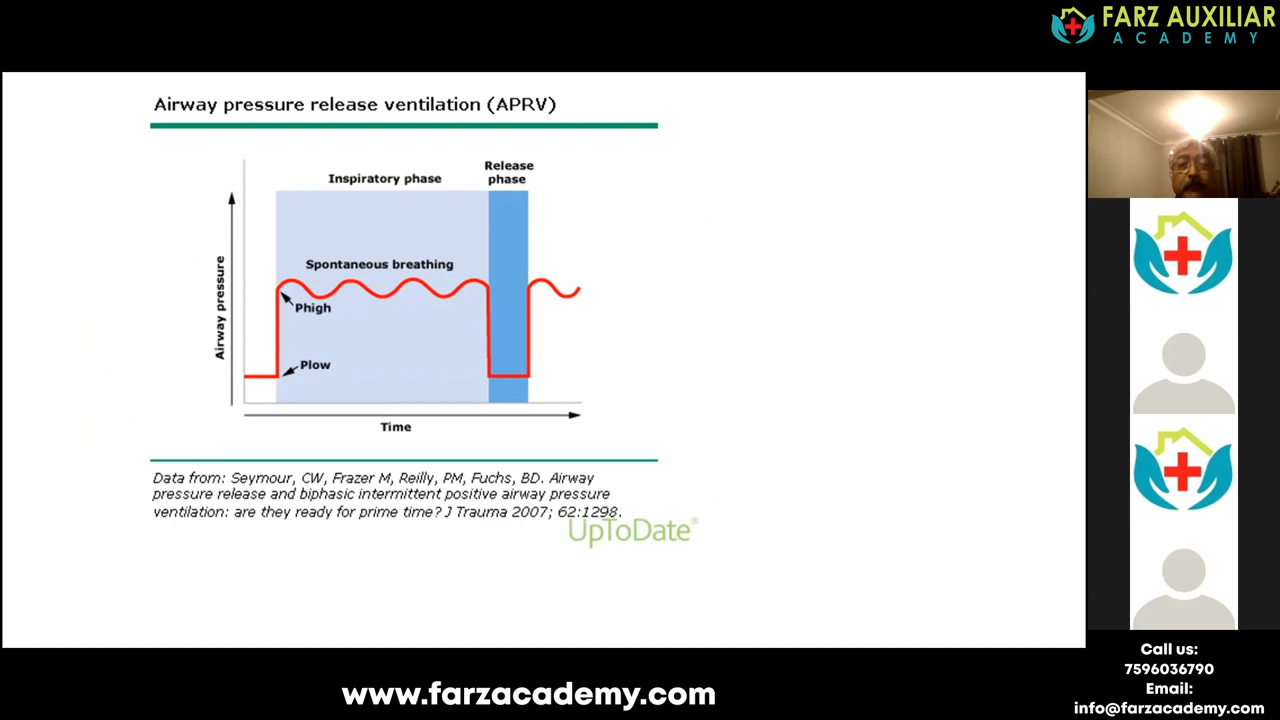 FARZ AUXILIAR
ACADEMY
Airway pressure release ventilation (APRV)
Release
phase
Inspiratory phase
Spontaneous breathing
Phigh
Plow
Airway pressure
Time
Data from: Seymour, CW, Frazer M, Reilly, PM, Fuchs, BD. Airway
pressure release and biphasic intermittent positive airway pressure
ventilation: are they ready for prime time? J Trauma 2007; 62:1298.
UpToDate®
Call us:
7596036790
Email:
info@farzacademy.com
www.farzacademy.com